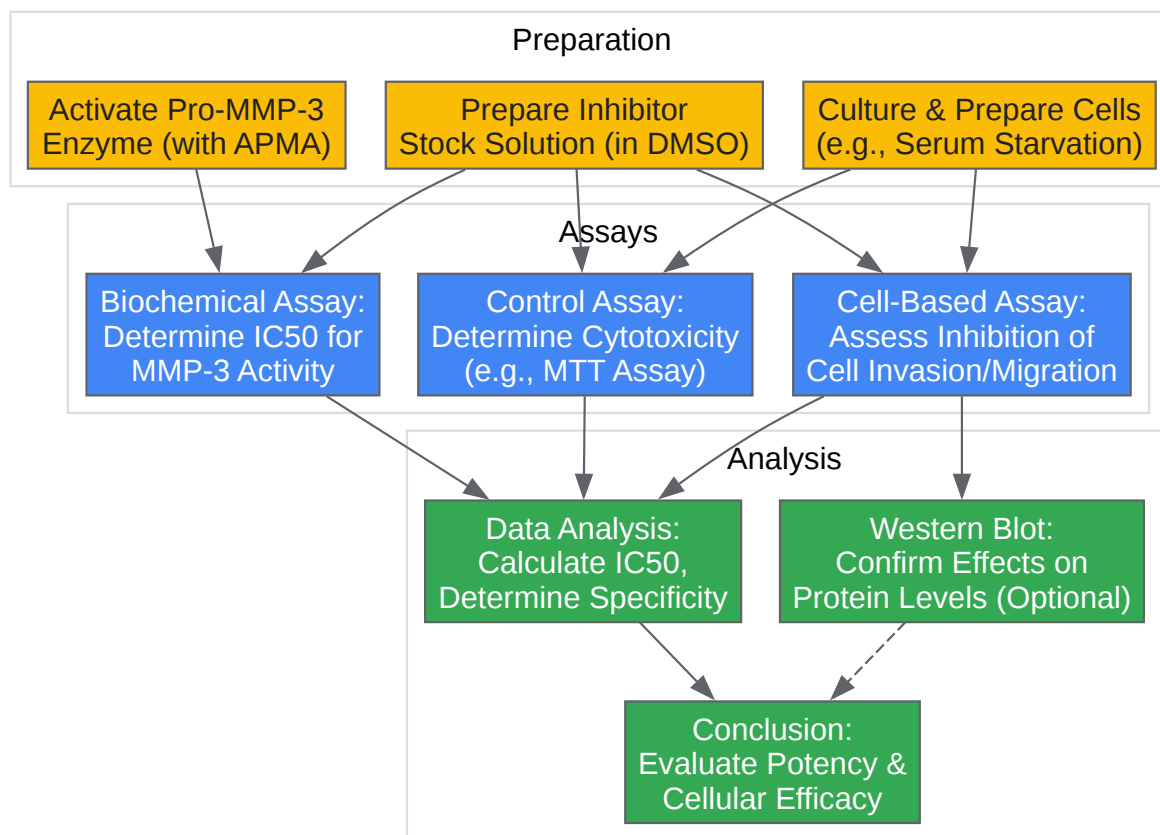 Preparation
Activate Pro-MMP-3
Enzyme (with APMA)
Prepare Inhibitor
Stock Solution (in DMSO)
Culture & Prepare Cells
(e.g., Serum Starvation)
Assays
Biochemical Assay:
Determine IC50 for
MMP-3 Activity
Control Assay:
Determine Cytotoxicity
(e.g., MTT Assay)
Cell-Based Assay:
Assess Inhibition of
Cell Invasion/Migration
Analysis
Data Analysis:
Calculate IC50,
Determine Specificity
Western Blot:
Confirm Effects on
Protein Levels (Optional)
Conclusion:
Evaluate Potency &
Cellular Efficacy